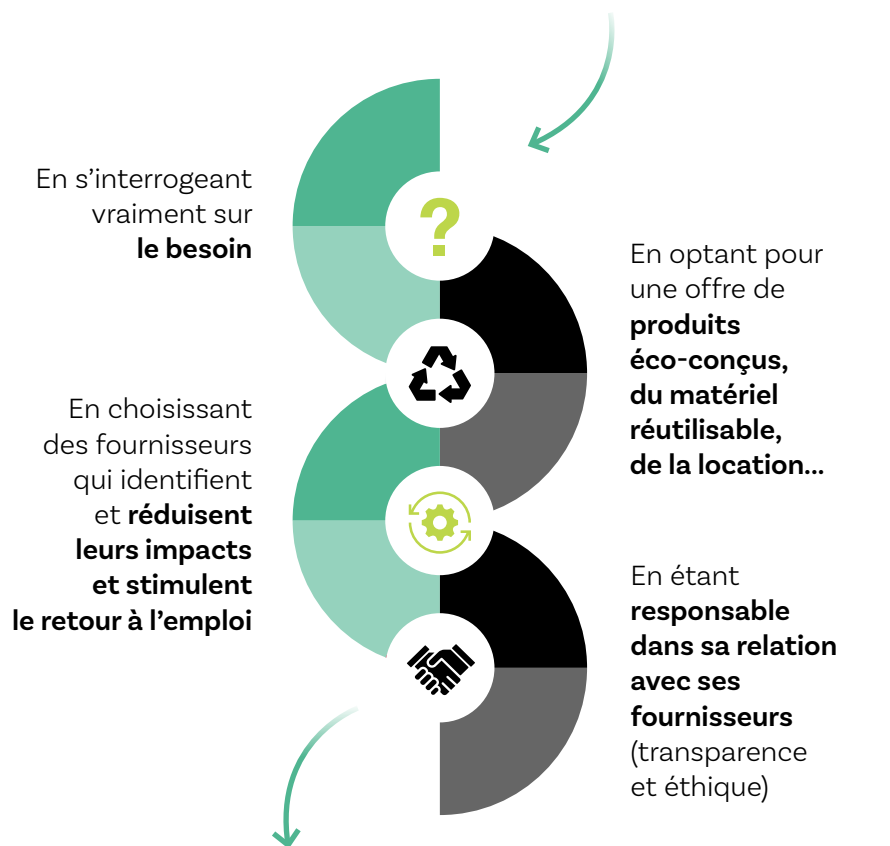 En s’interrogeant
vraiment sur
le besoin
?
En optant pour
une offre de
produits
éco-conçus,
du matériel
réutilisable,
de la location...
En choisissant
des fournisseurs
qui identifient
et réduisent
leurs impacts
et stimulent
le retour à l’emploi
En étant
responsable
dans sa relation
avec ses
fournisseurs
(transparence
et éthique)